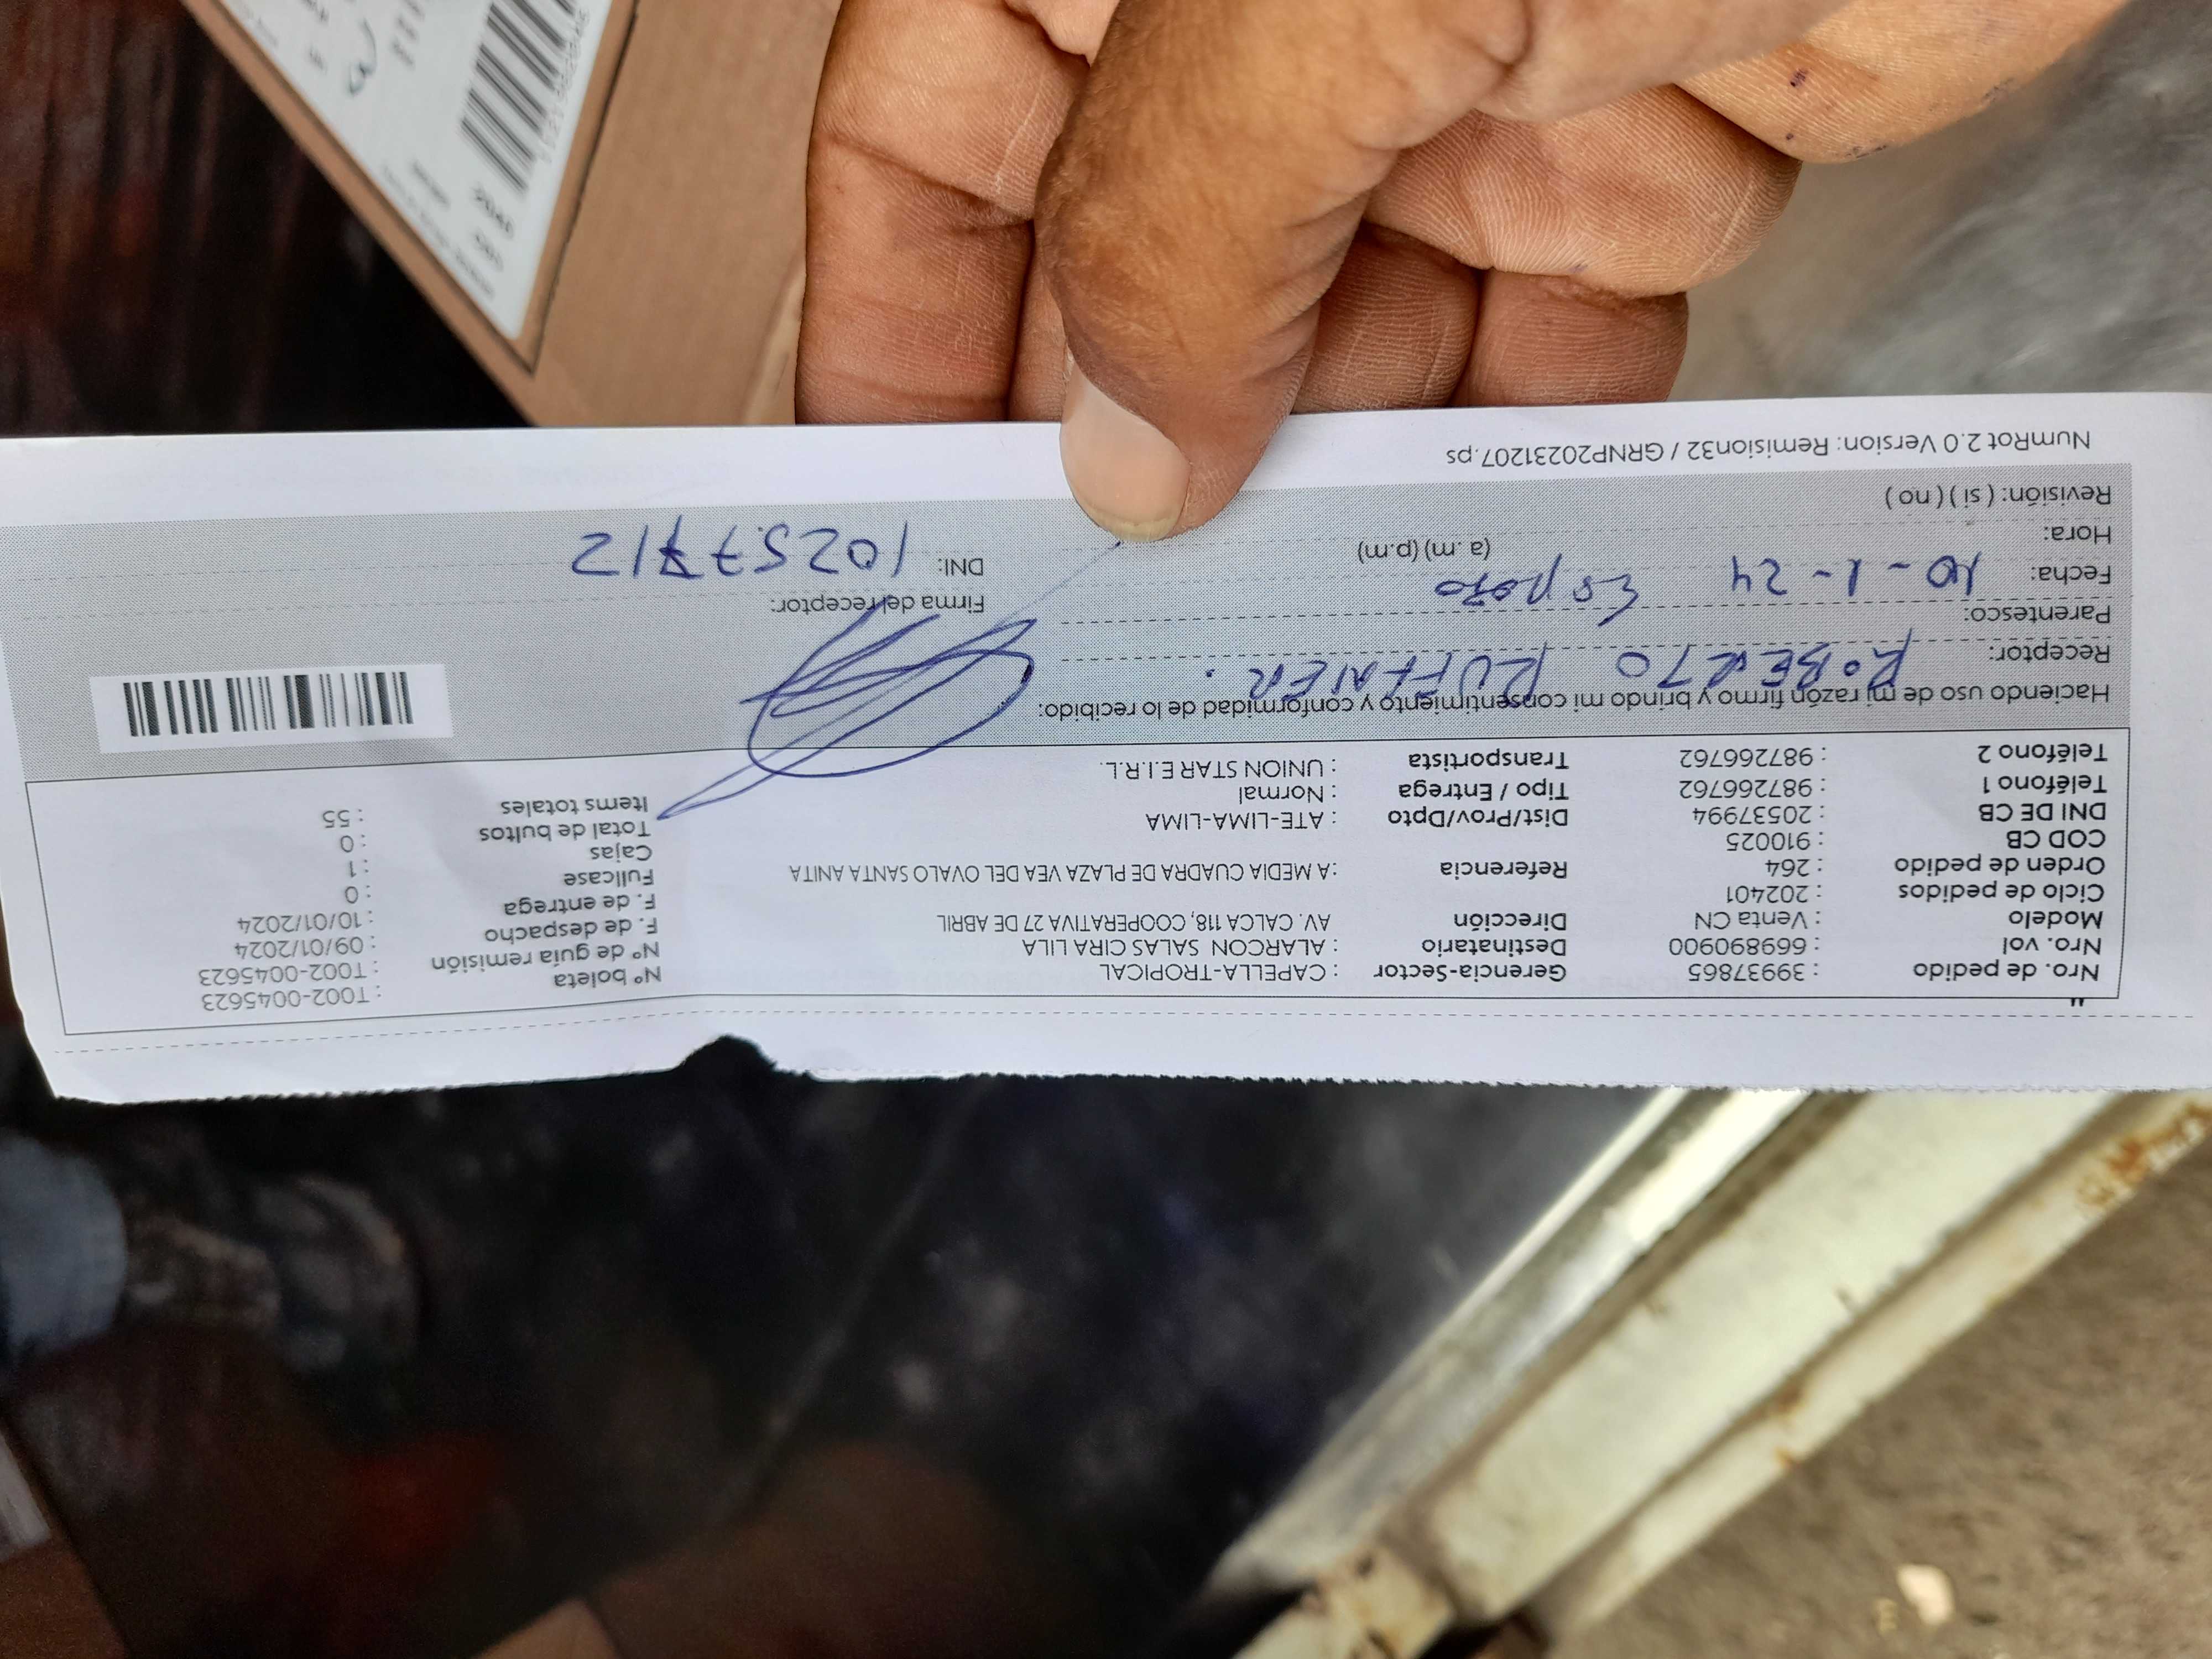 Nro. de pedido : 39937865 Gerencia-Sector : CAPELLA-TROPICAL Nº boleta : T002-0045623
Nro. vol : 669890900 Destinatario : ALARCON SALAS CIRA LILA Nº de guía remisión : T002-0045623
Modelo : Venta CN Dirección AV. CALCA 118, COOPERATIVA 27 DE ABRIL F. de despacho : 09/01/2024
Ciclo de pedidos : 202401 F. de entrega : 10/01/2024
Orden de pedido : 264 Referencia : A MEDIA CUADRA DE PLAZA VEA DEL OVALO SANTA ANITA Fullcase : 0
COD CB : 910025 Cajas : 1
DNI DE CB : 20537994 Dist/Prov/Dpto : ATE-LIMA-LIMA Total de bultos : 0
Teléfono 1 : 987266762 Tipo / Entrega : Normal Items totales : 55
Teléfono 2 : 987266762 Transportista : UNION STAR E.I.R.L.
Haciendo uso de mi razón firmo y brindo mi consentimiento y conformidad de lo recibido:
Receptor: ROBERTO RUFFNER.
Parentesco: Esposo Firma del receptor:
Fecha: 10-1-24 DNI: 10257712
Hora: (a .m) (p.m)
Revisión: ( si ) ( no )
NumRot 2.0 Version: Remision32 / GRNP20231207.ps